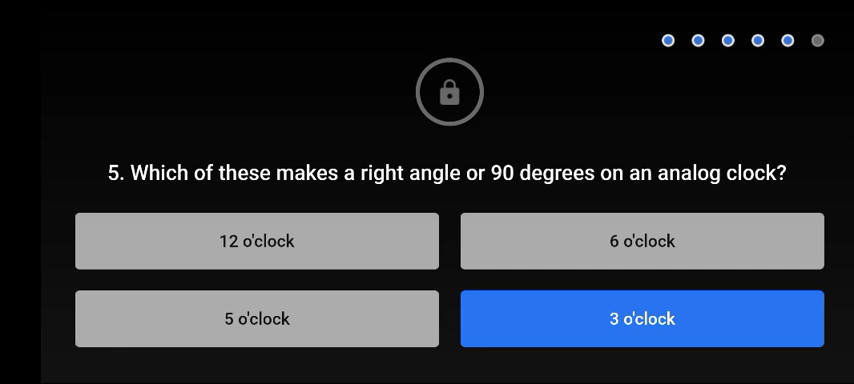 5. Which of these makes a right angle or 90 degrees on an analog clock?
12 o'clock
6 o'clock
5 o'clock
3 o'clock